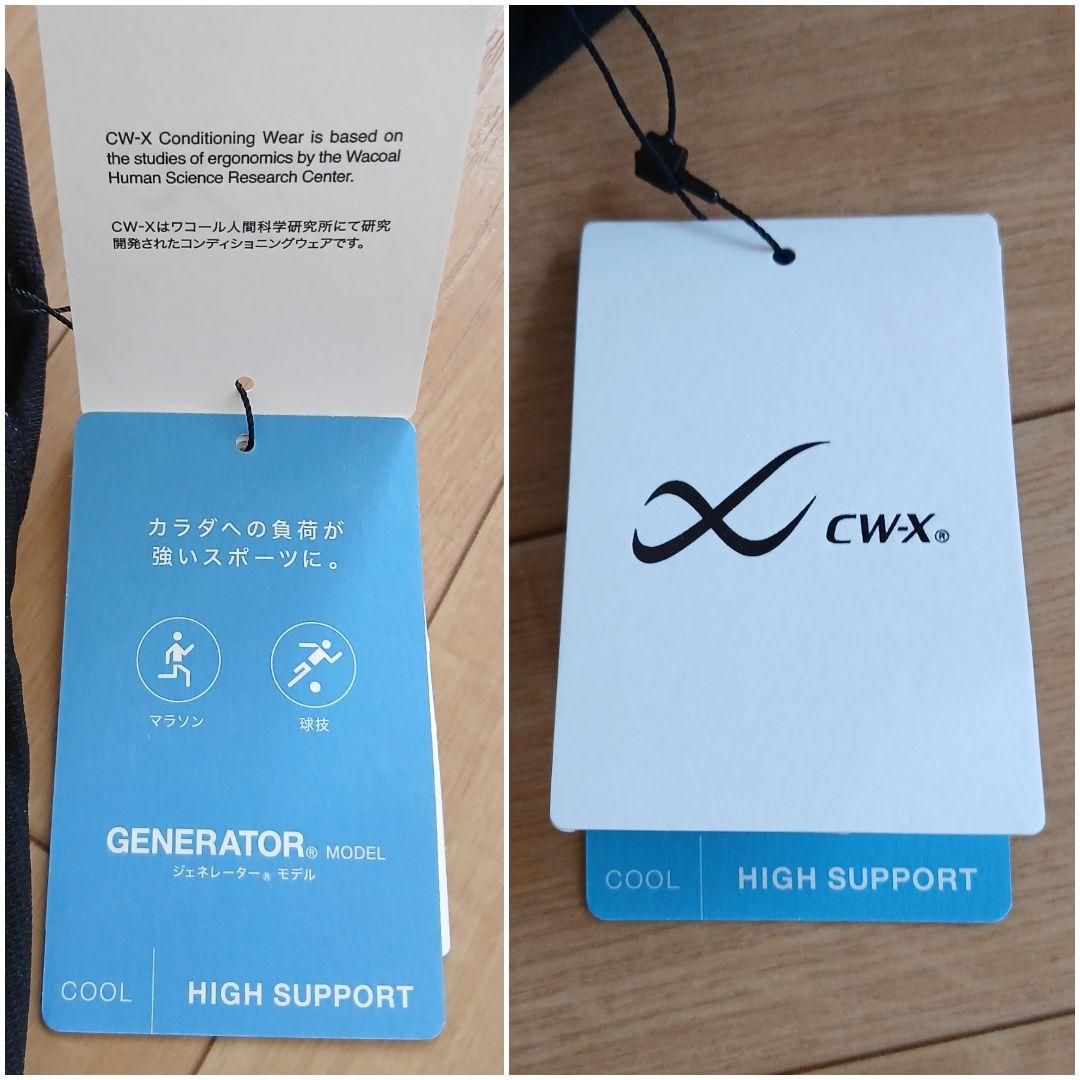 CW-X Conditioning Wear is based on
the studies of ergonomics by the Wacoal
Human Science Research Center.
CW-Xはワコール人間科学研究所にて研究
開発されたコンディショニングウェアです。
カラダへの負荷が
強いスポーツに。
マラソン
球技
GENERATOR® MODEL
ジェネレーター® モデル
COOL HIGH SUPPORT
CW-X®
COOL HIGH SUPPORT